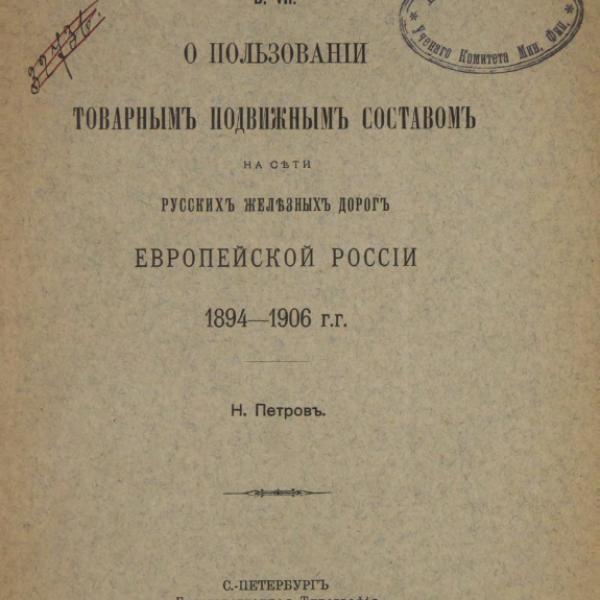 О ПОЛЬЗОВАНІИ
ТОВАРНЫМЪ ПОДВИЖНЫМЪ СОСТАВОМЪ
НА СѢТИ
РУССКИХЪ ЖЕЛѢЗНЫХЪ ДОРОГЪ
ЕВРОПЕЙСКОЙ РОССІИ
1894—1906 г.г.
Н. Петровъ.
* Ученаго Комитета Мин. Фин. *
С.-ПЕТЕРБУРГЪ